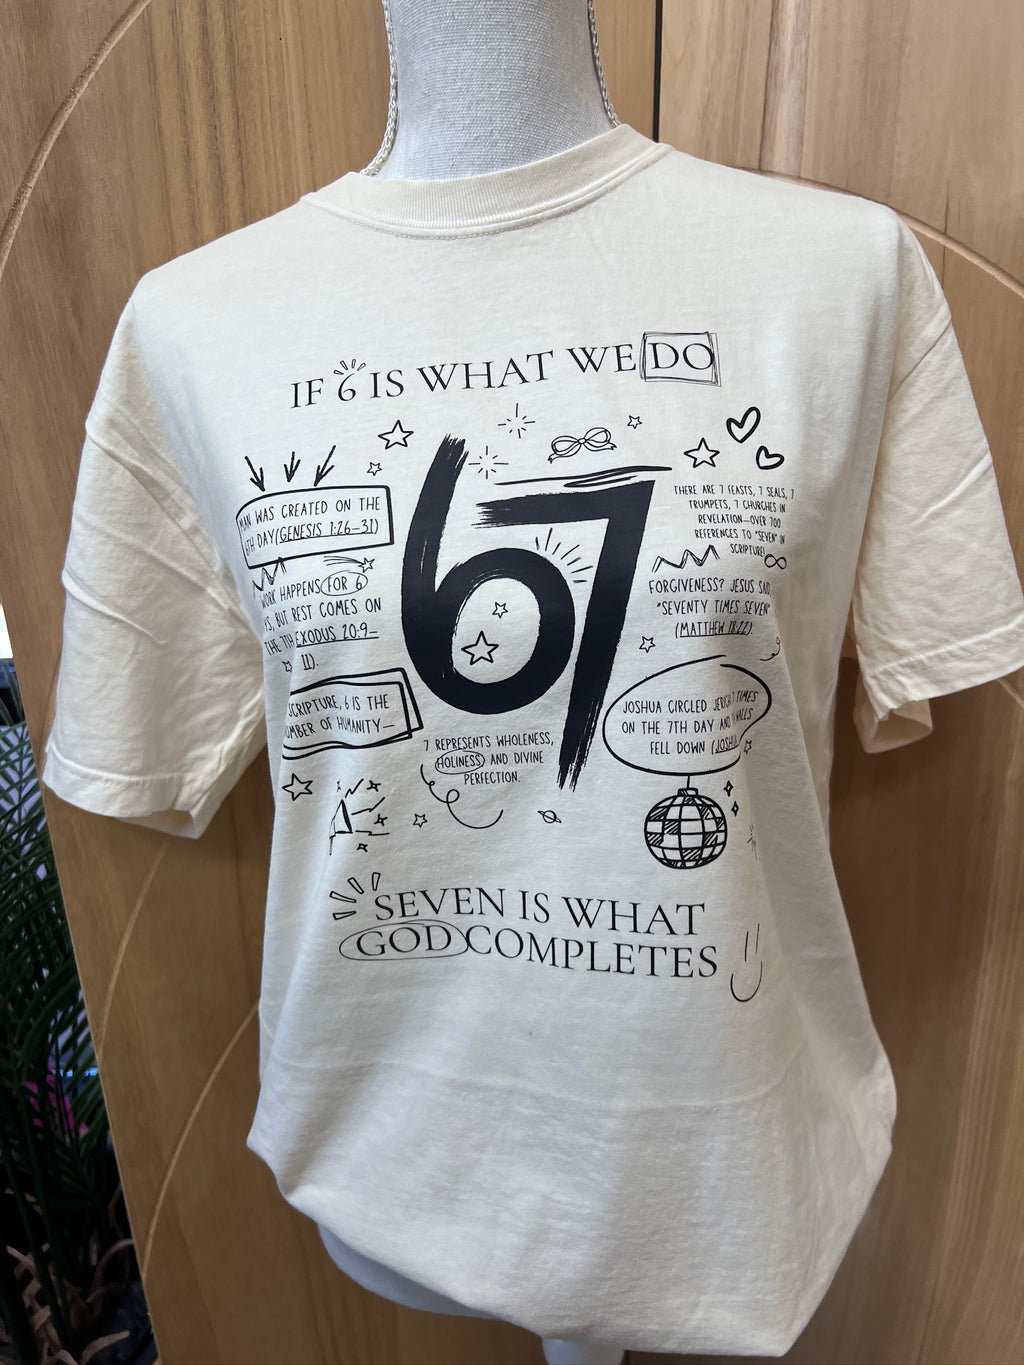 IF 6 IS WHAT WE DO
67
MAN WAS CREATED ON THE
6TH DAY(GENESIS 1:26-31)
WORK HAPPENS FOR 6
BUT REST COMES ON
THE 7TH EXODUS 20:9-
11).
SCRIPTURE, 6 IS THE
NUMBER OF HUMANITY—
7 REPRESENTS WHOLENESS,
HOLINESS AND DIVINE
PERFECTION.
THERE ARE 7 FEASTS, 7 SEALS, 7
TRUMPETS, 7 CHURCHES IN
REVELATION—OVER 700
REFERENCES TO "SEVEN" IN
SCRIPTURE!
FORGIVENESS? JESUS SAID
"SEVENTY TIMES SEVEN"
(MATTHEW 18:22).
JOSHUA CIRCLED JERICHO 7 TIMES
ON THE 7TH DAY AND WALLS
FELL DOWN
SEVEN IS WHAT
GOD COMPLETES